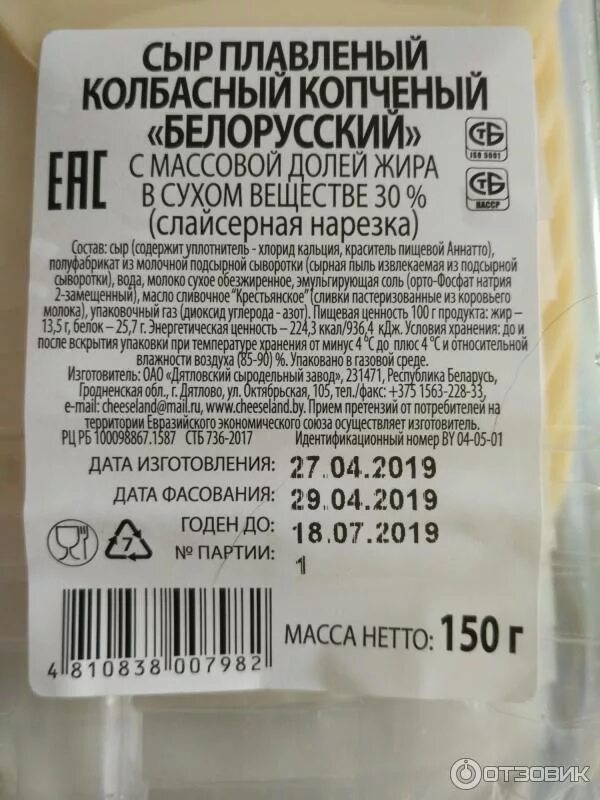 СЫР ПЛАВЛЕНЫЙ
КОЛБАСНЫЙ КОПЧЕНЫЙ
«БЕЛОРУССКИЙ»
С МАССОВОЙ ДОЛЕЙ ЖИРА
В СУХОМ ВЕЩЕСТВЕ 30 %
(слайсерная нарезка)
EAC
СТБ
ISO 9001
СТБ
HACCP
Состав: сыр (содержит уплотнитель - хлорид кальция, краситель пищевой Аннатто),
полуфабрикат из молочной подсырной сыворотки (сырная пыль извлекаемая из подсырной
сыворотки), вода, молоко сухое обезжиренное, эмульгирующая соль (орто-Фосфат натрия
2-замещенный), масло сливочное "Крестьянское" (сливки пастеризованные из коровьего
молока), упаковочный газ (диоксид углерода - азот). Пищевая ценность 100 г продукта: жир –
13,5 г, белок – 25,7 г. Энергетическая ценность – 224,3 ккал/936,4 кДж. Условия хранения: до и
после вскрытия упаковки при температуре хранения от минус 4 °С до плюс 4 °С и относительной
влажности воздуха (85-90) %. Упаковано в газовой среде.
Изготовитель: ОАО «Дятловский сыродельный завод», 231471, Республика Беларусь,
Гродненская обл., г. Дятлово, ул. Октябрьская, 105, тел./факс: +375 1563-228-33,
e-mail: cheeseland@mail.ru, www.cheeseland.by. Прием претензий от потребителей на
территории Евразийского экономического союза осуществляет изготовитель.
РЦ РБ 100098867.1587 СТБ 736-2017 Идентификационный номер BY 04-05-01
ДАТА ИЗГОТОВЛЕНИЯ: 27.04.2019
ДАТА ФАСОВАНИЯ: 29.04.2019
ГОДЕН ДО: 18.07.2019
№ ПАРТИИ: 1
7
МАССА НЕТТО: 150 г
4 810838 007982
ОТЗОВИК